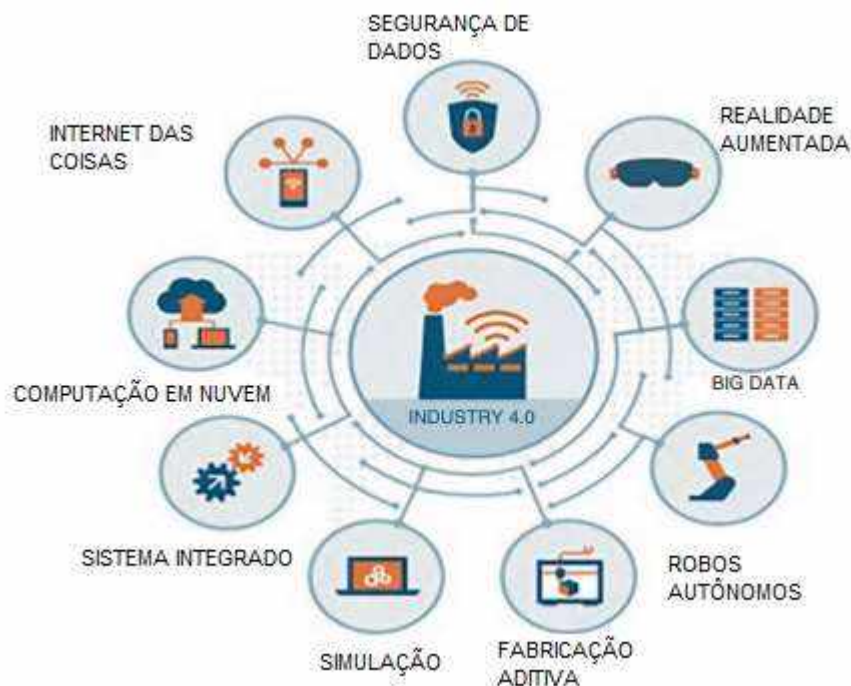 SEGURANÇA DE
DADOS
REALIDADE
AUMENTADA
INTERNET DAS
COISAS
BIG DATA
COMPUTAÇÃO EM NUVEM
INDUSTRY 4.0
SISTEMA INTEGRADO
ROBOS
AUTÔNOMOS
SIMULAÇÃO
FABRICAÇÃO
ADITIVA